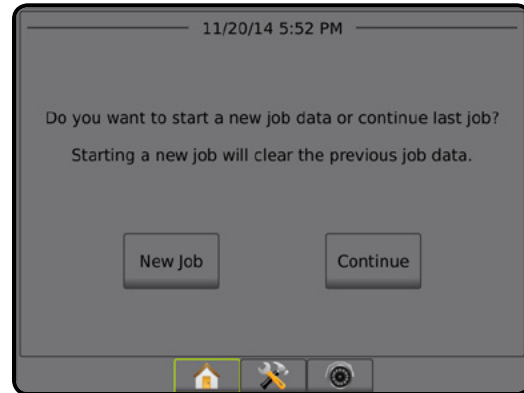 11/20/14 5:52 PM
Do you want to start a new job data or continue last job?
Starting a new job will clear the previous job data.
New Job
Continue